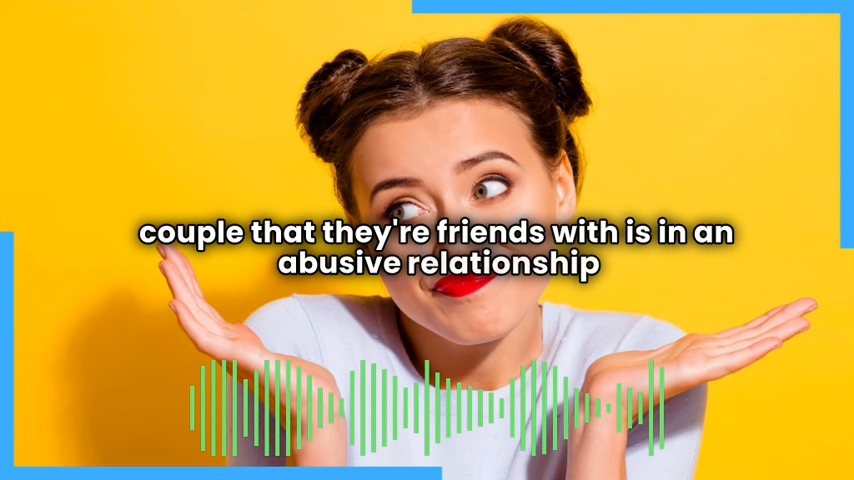 couple that they're friends with is in an
abusive relationship